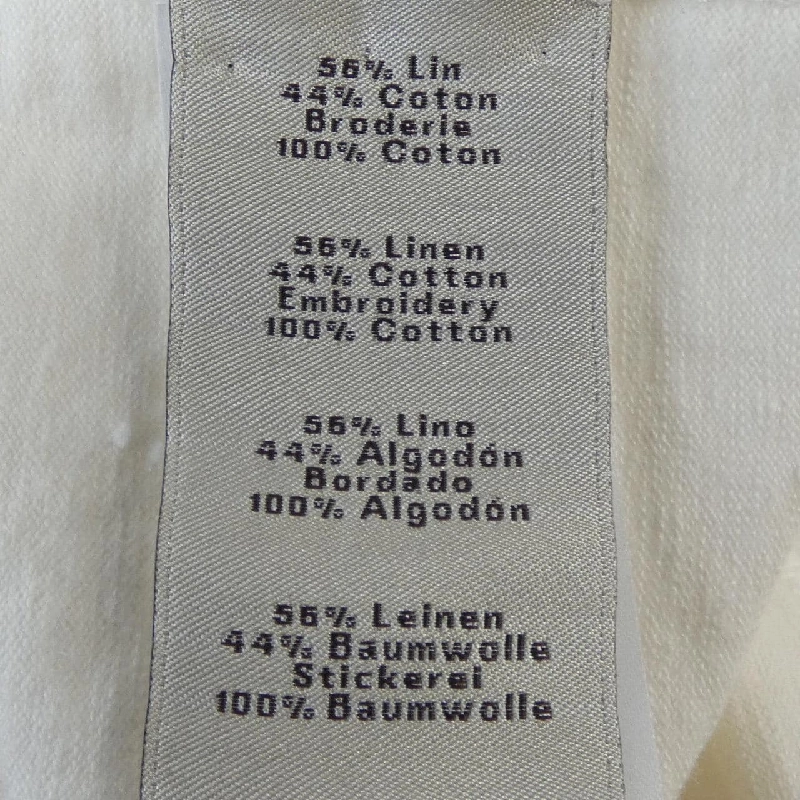 56% Lin
44% Coton
Broderie
100% Coton
56% Linen
44% Cotton
Embroidery
100% Cotton
56% Lino
44% Algodón
Bordado
100% Algodón
56% Leinen
44% Baumwolle
Stickerei
100% Baumwolle